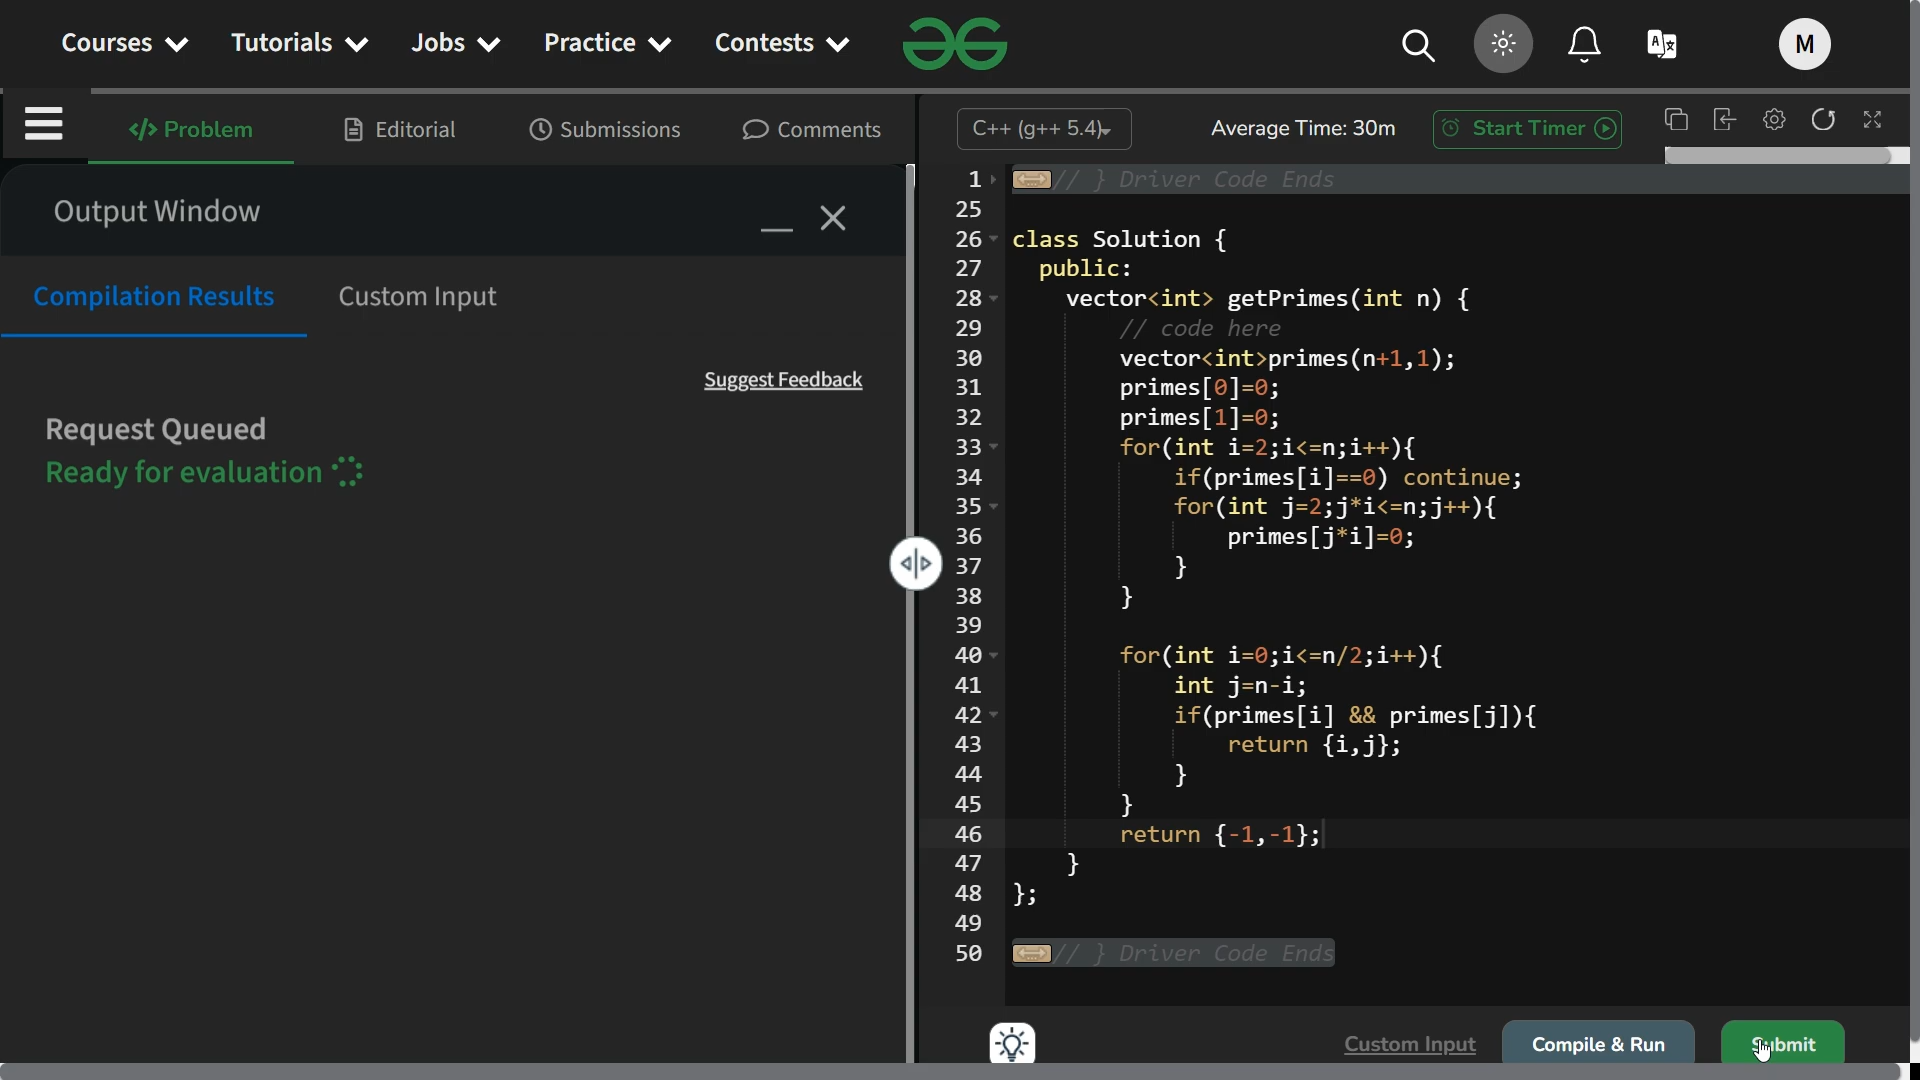 Courses Tutorials Jobs Practice Contests
M
Problem Editorial Submissions Comments
C++ (g++ 5.4) Average Time: 30m Start Timer
Output Window
Compilation Results Custom Input
Suggest Feedback
Request Queued
Ready for evaluation
1 // } Driver Code Ends
25
26 class Solution {
27 public:
28 vector<int> getPrimes(int n) {
29 // code here
30 vector<int>primes(n+1,1);
31 primes[0]=0;
32 primes[1]=0;
33 for(int i=2;i<=n;i++){
34 if(primes[i]==0) continue;
35 for(int j=2;j*i<=n;j++){
36 primes[j*i]=0;
37 }
38 }
39
40 for(int i=0;i<=n/2;i++){
41 int j=n-i;
42 if(primes[i] && primes[j]){
43 return {i,j};
44 }
45 }
46 return {-1,-1};
47 }
48 };
49
50 // } Driver Code Ends
Custom Input Compile & Run Submit